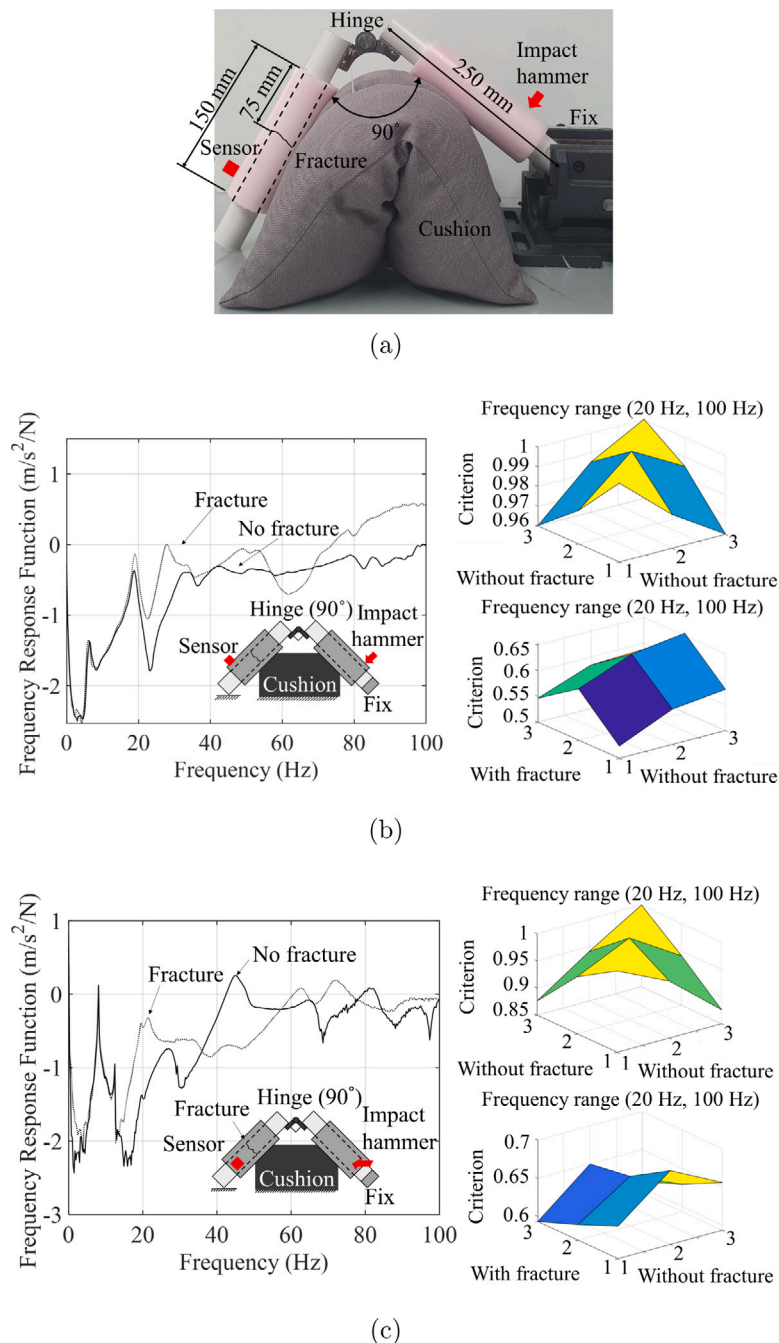 Hinge
150 mm
75 mm
Sensor
Fracture
90°
250 mm
Impact
hammer
Fix
Cushion
(a)
Frequency Response Function (m/s²/N)
1
0
-1
-2
0
20
40
60
80
100
Frequency (Hz)
Fracture
No fracture
Hinge (90°)
Sensor
Impact
hammer
Cushion
Fix
Frequency range (20 Hz, 100 Hz)
Criterion
1
0.99
0.98
0.97
0.96
3
2
1
1
2
3
Without fracture
Without fracture
Frequency range (20 Hz, 100 Hz)
Criterion
0.65
0.6
0.55
0.5
3
2
1
1
2
3
With fracture
Without fracture
(b)
Frequency Response Function (m/s²/N)
1
0
-1
-2
-3
0
20
40
60
80
100
Frequency (Hz)
No fracture
Fracture
Hinge (90°)
Fracture
Sensor
Impact
hammer
Cushion
Fix
Frequency range (20 Hz, 100 Hz)
Criterion
1
0.95
0.9
0.85
3
2
1
1
2
3
Without fracture
Without fracture
Frequency range (20 Hz, 100 Hz)
Criterion
0.7
0.65
0.6
3
2
1
1
2
3
With fracture
Without fracture
(c)